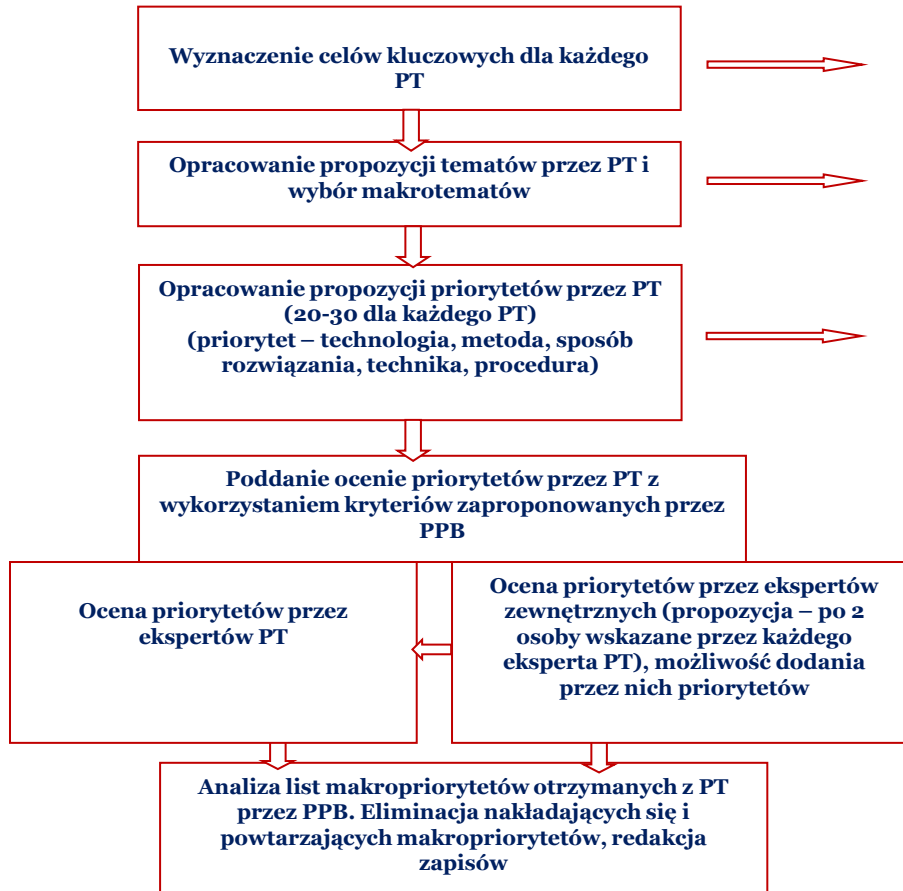 Wyznaczenie celów kluczowych dla każdego
PT
Opracowanie propozycji tematów przez PT i
wybór makrotematów
Opracowanie propozycji priorytetów przez PT
(20-30 dla każdego PT)
(priorytet – technologia, metoda, sposób
rozwiązania, technika, procedura)
Poddanie ocenie priorytetów przez PT z
wykorzystaniem kryteriów zaproponowanych przez
PPB
Ocena priorytetów przez
ekspertów PT
Ocena priorytetów przez ekspertów
zewnętrznych (propozycja – po 2
osoby wskazane przez każdego
eksperta PT), możliwość dodania
przez nich priorytetów
Analiza list makropriorytetów otrzymanych z PT
przez PPB. Eliminacja nakładających się i
powtarzających makropriorytetów, redakcja
zapisów